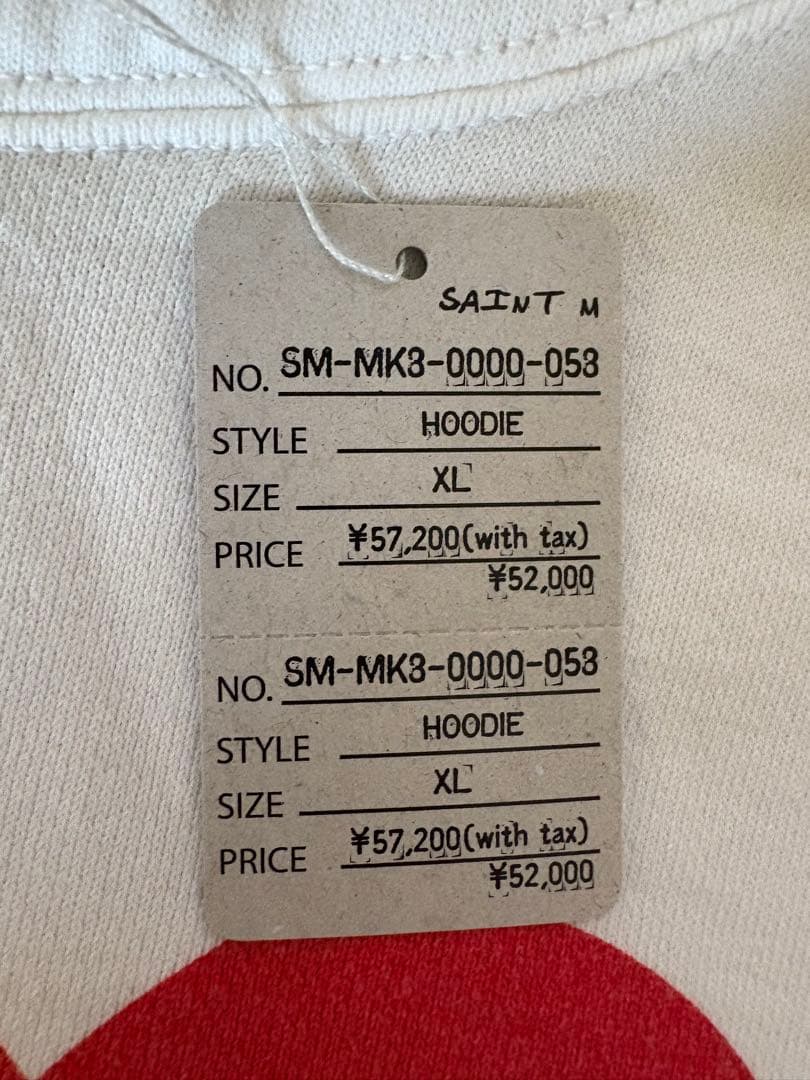 SAINT M
NO. SM-MK3-0000-053
STYLE HOODIE
SIZE XL
PRICE ¥57,200(with tax)
¥52,000
NO. SM-MK3-0000-053
STYLE HOODIE
SIZE XL
PRICE ¥57,200(with tax)
¥52,000